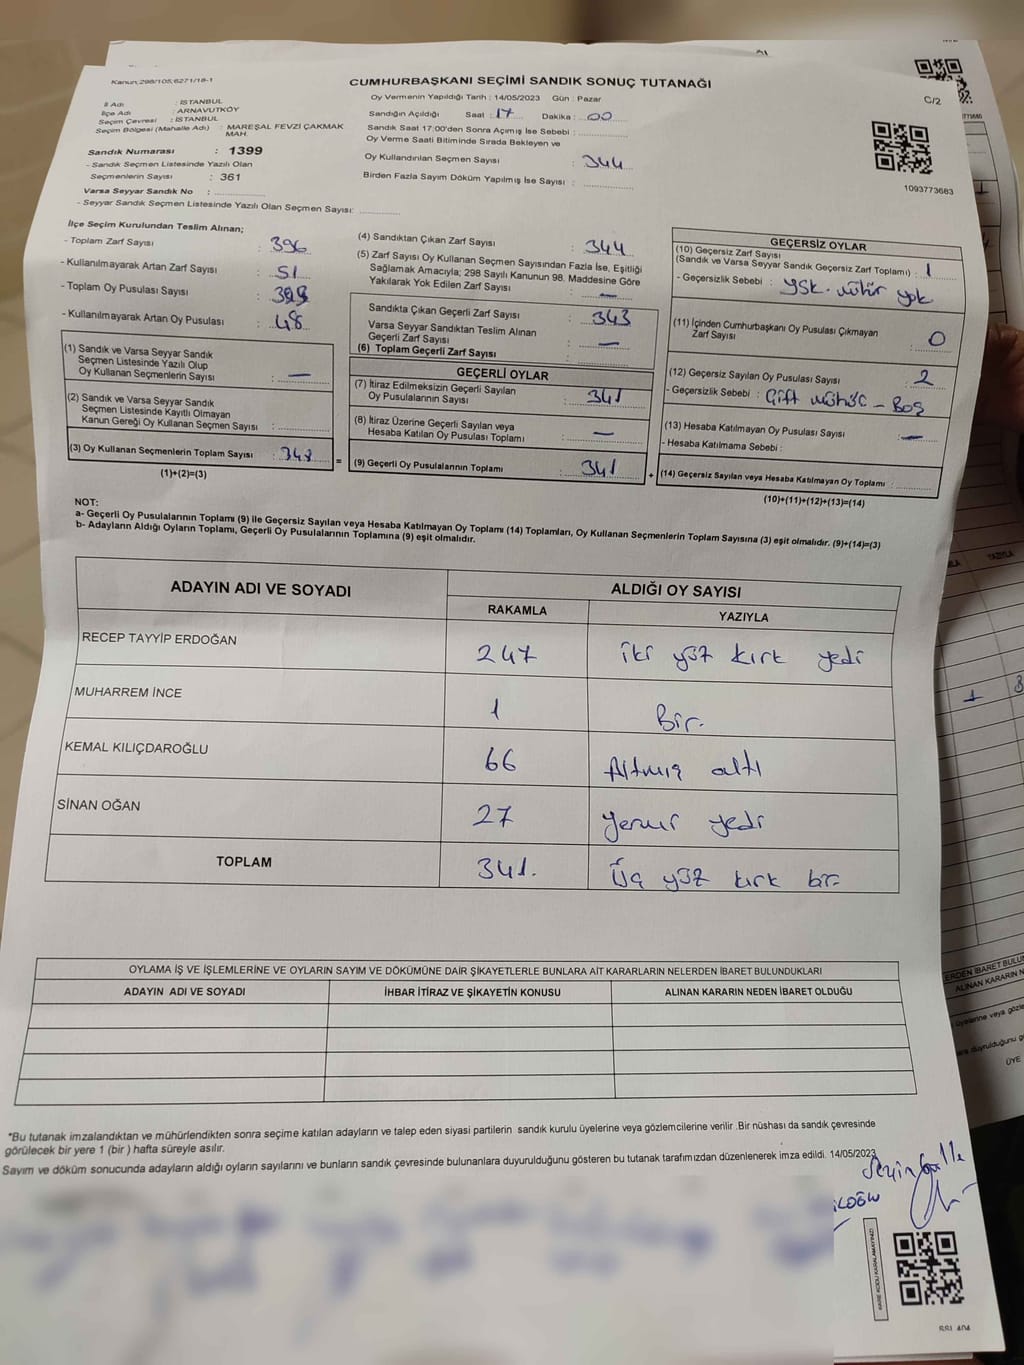 Kanun:298/105,6271/18-1
CUMHURBAŞKANI SEÇİMİ SANDIK SONUÇ TUTANAĞI
C/2
İl Adı : İSTANBUL
İlçe Adı : ARNAVUTKÖY
Seçim Çevresi : İSTANBUL
Seçim Bölgesi (Mahalle Adı) : MAREŞAL FEVZİ ÇAKMAK MAH.
Sandık Numarası : 1399
- Sandık Seçmen Listesinde Yazılı Olan
Seçmenlerin Sayısı : 361
Varsa Seyyar Sandık No :
- Seyyar Sandık Seçmen Listesinde Yazılı Olan Seçmen Sayısı:
Oy Vermenin Yapıldığı Tarih : 14/05/2023 Gün : Pazar
Sandığın Açıldığı Saat : 17 Dakika : 00
Sandık Saat 17:00'den Sonra Açımış İse Sebebi :
Oy Verme Saati Bitiminde Sırada Bekleyen ve
Oy Kullandırılan Seçmen Sayısı : 344
Birden Fazla Sayım Döküm Yapılmış İse Sayısı :
1093773683
İlçe Seçim Kurulundan Teslim Alınan;
- Toplam Zarf Sayısı : 396
- Kullanılmayarak Artan Zarf Sayısı : 51
- Toplam Oy Pusulası Sayısı :
- Kullanılmayarak Artan Oy Pusulası : 48
(1) Sandık ve Varsa Seyyar Sandık
Seçmen Listesinde Yazılı Olup
Oy Kullanan Seçmenlerin Sayısı : —
(2) Sandık ve Varsa Seyyar Sandık
Seçmen Listesinde Kayıtlı Olmayan
Kanun Gereği Oy Kullanan Seçmen Sayısı :
(3) Oy Kullanan Seçmenlerin Toplam Sayısı :
(1)+(2)=(3)
=
(4) Sandıktan Çıkan Zarf Sayısı : 344
(5) Zarf Sayısı Oy Kullanan Seçmen Sayısından Fazla İse, Eşitliği
Sağlamak Amacıyla; 298 Sayılı Kanunun 98. Maddesine Göre
Yakılarak Yok Edilen Zarf Sayısı : —
Sandıkta Çıkan Geçerli Zarf Sayısı : 343
Varsa Seyyar Sandıktan Teslim Alınan
Geçerli Zarf Sayısı : —
(6) Toplam Geçerli Zarf Sayısı :
GEÇERLİ OYLAR
(7) İtiraz Edilmeksizin Geçerli Sayılan
Oy Pusulalarının Sayısı : 341
(8) İtiraz Üzerine Geçerli Sayılan veya
Hesaba Katılan Oy Pusulası Toplamı : —
(9) Geçerli Oy Pusulalarının Toplamı : 341
+
GEÇERSİZ OYLAR
(10) Geçersiz Zarf Sayısı
(Sandık ve Varsa Seyyar Sandık Geçersiz Zarf Toplamı) : 1
- Geçersizlik Sebebi : YSK. mühür yok
(11) İçinden Cumhurbaşkanı Oy Pusulası Çıkmayan
Zarf Sayısı : 0
(12) Geçersiz Sayılan Oy Pusulası Sayısı : 2
- Geçersizlik Sebebi : Çift mühür - Boş
(13) Hesaba Katılmayan Oy Pusulası Sayısı : —
- Hesaba Katılmama Sebebi :
(14) Geçersiz Sayılan veya Hesaba Katılmayan Oy Toplamı :
(10)+(11)+(12)+(13)=(14)
NOT:
a- Geçerli Oy Pusulalarının Toplamı (9) ile Geçersiz Sayılan veya Hesaba Katılmayan Oy Toplamı (14) Toplamları, Oy Kullanan Seçmenlerin Toplam Sayısına (3) eşit olmalıdır. (9)+(14)=(3)
b- Adayların Aldığı Oyların Toplamı, Geçerli Oy Pusulalarının Toplamına (9) eşit olmalıdır.
ADAYIN ADI VE SOYADI
ALDIĞI OY SAYISI
RAKAMLA YAZIYLA
RECEP TAYYİP ERDOĞAN 247 iki yüz kırk yedi
MUHARREM İNCE 1 Bir.
KEMAL KILIÇDAROĞLU 66 Altmış altı
SİNAN OĞAN 27 yermi yedi
TOPLAM 341. Üç yüz kırk bir.
OYLAMA İŞ VE İŞLEMLERİNE VE OYLARIN SAYIM VE DÖKÜMÜNE DAİR ŞİKAYETLERLE BUNLARA AİT KARARLARIN NELERDEN İBARET BULUNDUKLARI
ADAYIN ADI VE SOYADI İHBAR İTİRAZ VE ŞİKAYETİN KONUSU ALINAN KARARIN NEDEN İBARET OLDUĞU
*Bu tutanak imzalandıktan ve mühürlendikten sonra seçime katılan adayların ve talep eden siyasi partilerin sandık kurulu üyelerine veya gözlemcilerine verilir .Bir nüshası da sandık çevresinde
görülecek bir yere 1 (bir ) hafta süreyle asılır.
Sayım ve döküm sonucunda adayların aldığı oyların sayılarını ve bunların sandık çevresinde bulunanlara duyurulduğunu gösteren bu tutanak tarafımızdan düzenlenerek imza edildi. 14/05/2023
KARE KODU KARALAMAYINIZ!
YAZIYLA
ALINAN KARARIN
ÜYE